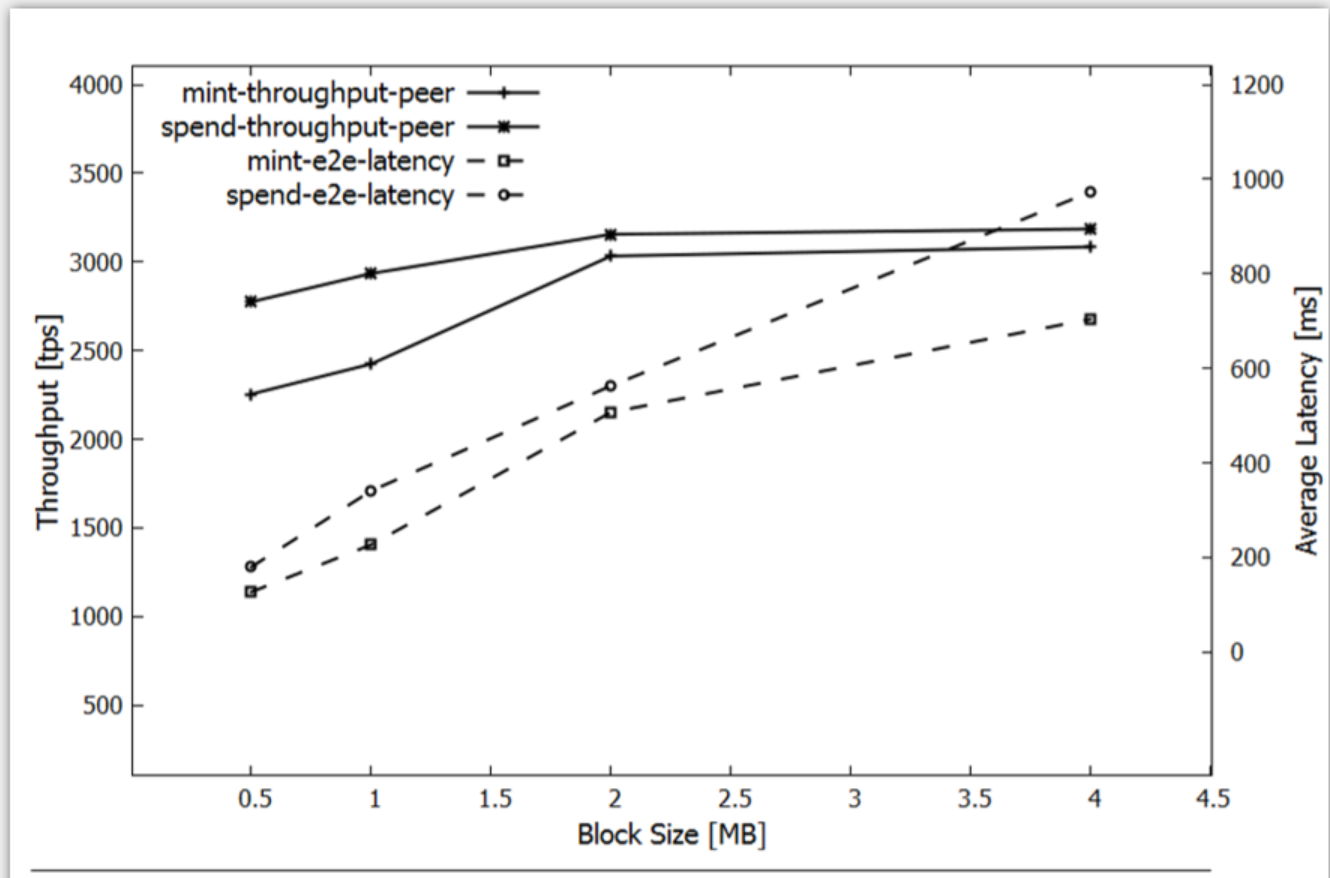 4000
3500
3000
2500
2000
1500
1000
500
Throughput [tps]
mint-throughput-peer
spend-throughput-peer
mint-e2e-latency
spend-e2e-latency
1200
1000
800
600
400
200
0
Average Latency [ms]
0.5 1 1.5 2 2.5 3 3.5 4 4.5
Block Size [MB]